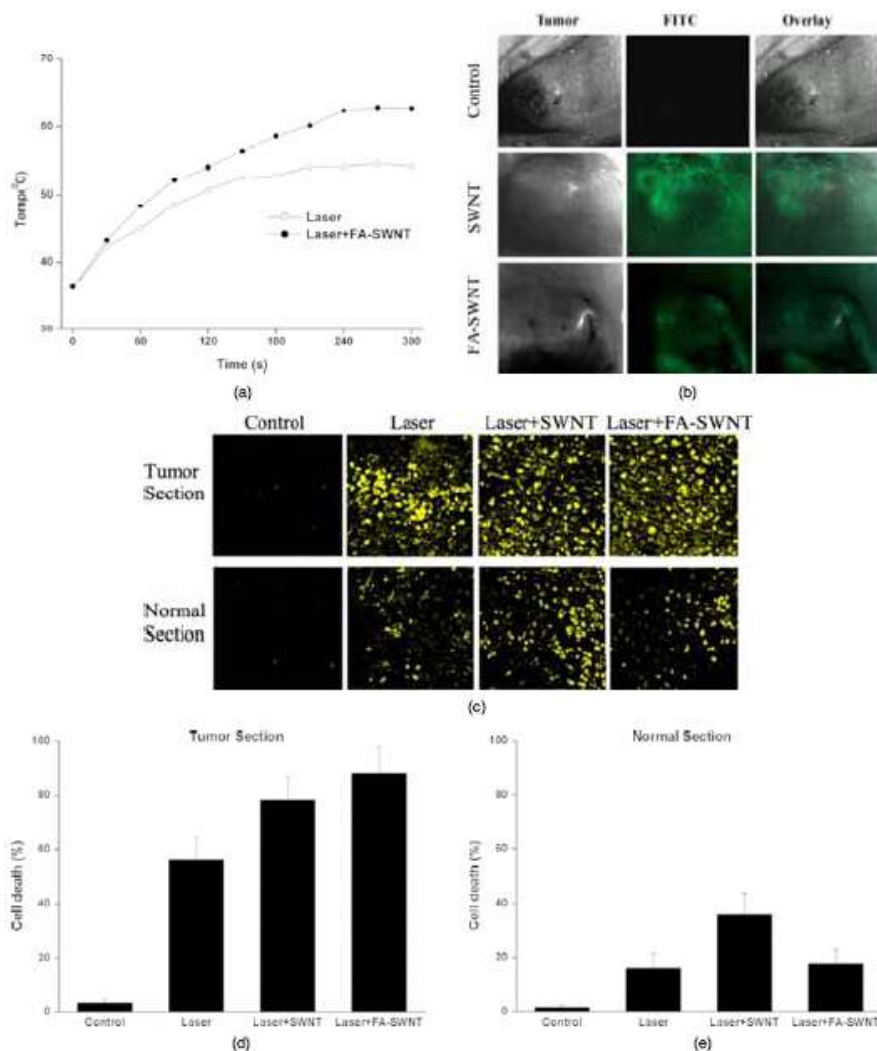 Tumor FITC Overlay
Control
SWNT
FA-SWNT
70
60
50
40
30
Temp(°C)
Laser
Laser+FA-SWNT
0 60 120 180 240 300
Time (s)
(a)
(b)
Control Laser Laser+SWNT Laser+FA-SWNT
Tumor
Section
Normal
Section
(c)
Tumor Section
100
80
60
40
20
0
Cell death (%)
Control Laser Laser+SWNT Laser+FA-SWNT
(d)
Normal Section
100
80
60
40
20
0
Cell death (%)
Control Laser Laser+SWNT Laser+FA-SWNT
(e)